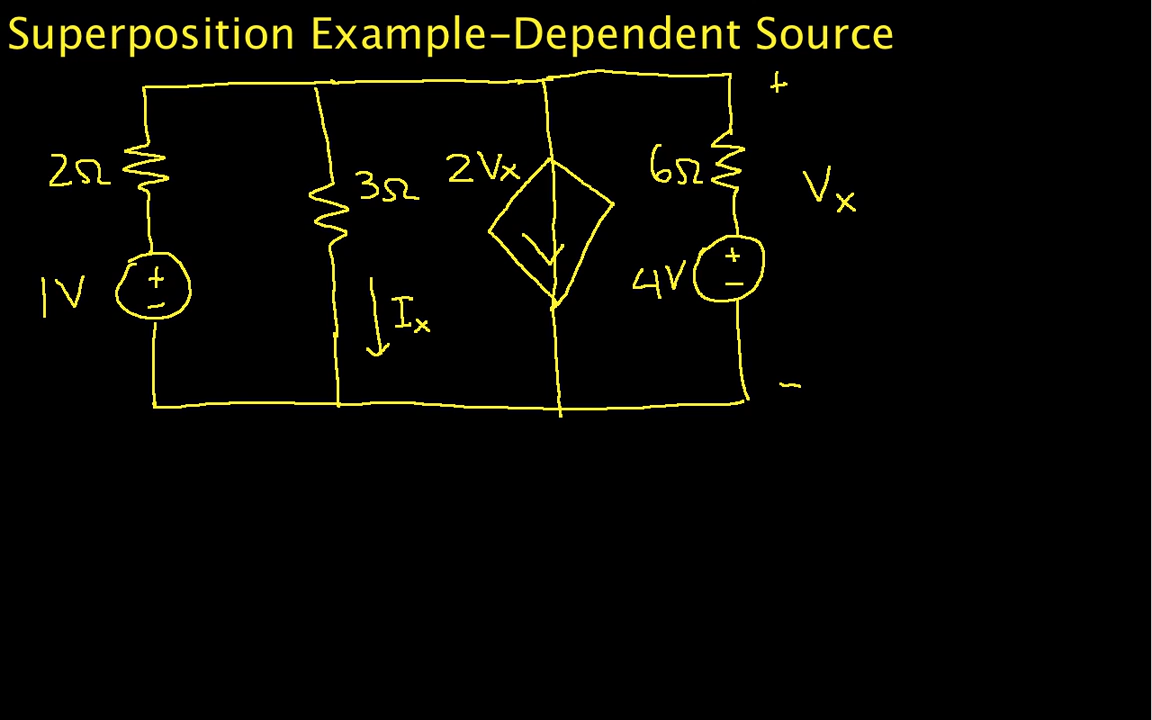 Superposition Example-Dependent Source
+
2Ω
3Ω
2Vx
6Ω
Vx
1V
+
-
Ix
4V
+
-
-